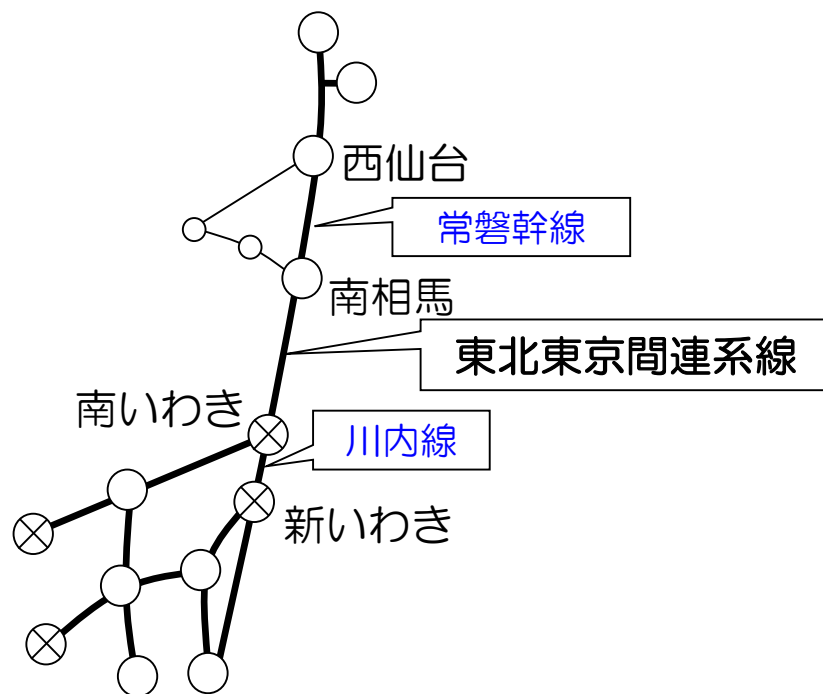 西仙台
常磐幹線
南相馬
東北東京間連系線
南いわき
川内線
新いわき